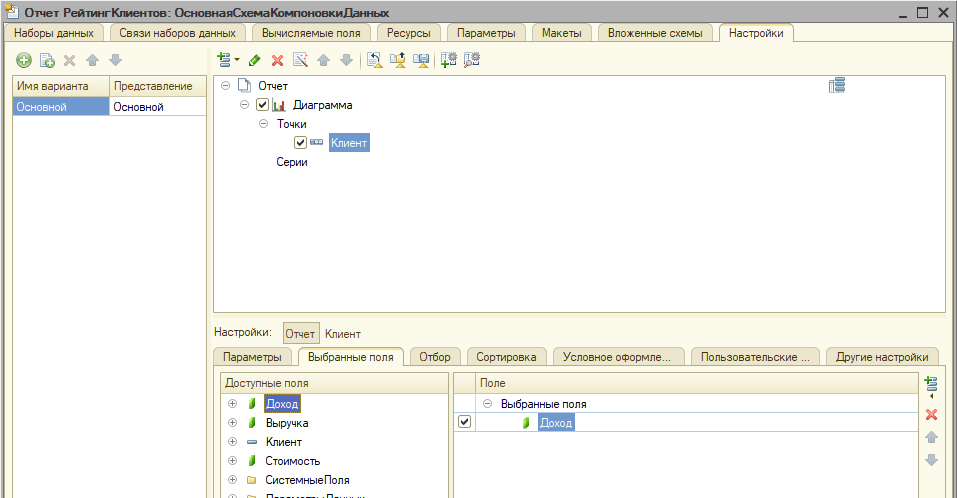 Отчет РейтингКлиентов: ОсновнаяСхемаКомпоновкиДанных
Наборы данных Связи наборов данных Вычисляемые поля Ресурсы Параметры Макеты Вложенные схемы Настройки
Имя варианта Представление
Основной Основной
Отчет
Диаграмма
Точки
Клиент
Серии
Настройки: Отчет Клиент
Параметры Выбранные поля Отбор Сортировка Условное оформле... Пользовательские ... Другие настройки
Доступные поля Поле
Доход Выбранные поля
Выручка Доход
Клиент
Стоимость
СистемныеПоля
ПараметрыДанных